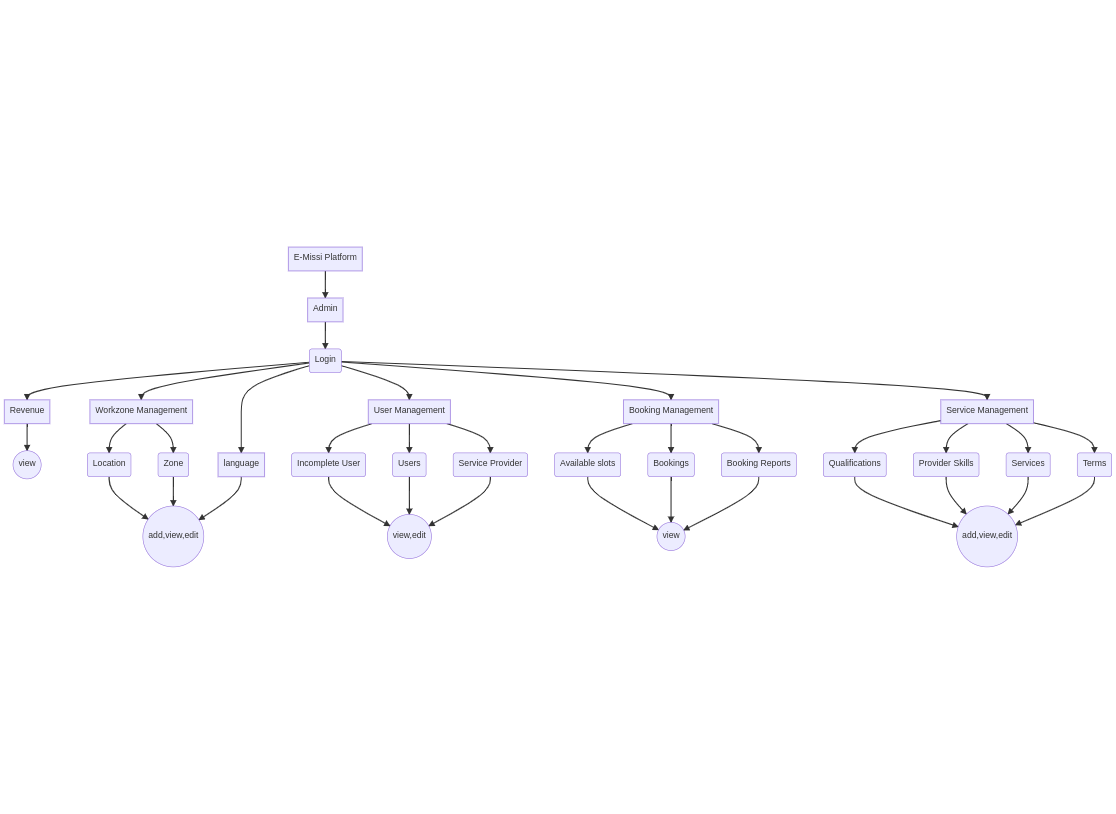 E-Missi Platform
Admin
Login
Revenue
Workzone Management
User Management
Booking Management
Service Management
view
Location
Zone
language
Incomplete User
Users
Service Provider
Available slots
Bookings
Booking Reports
Qualifications
Provider Skills
Services
Terms
add,view,edit
view,edit
view
add,view,edit